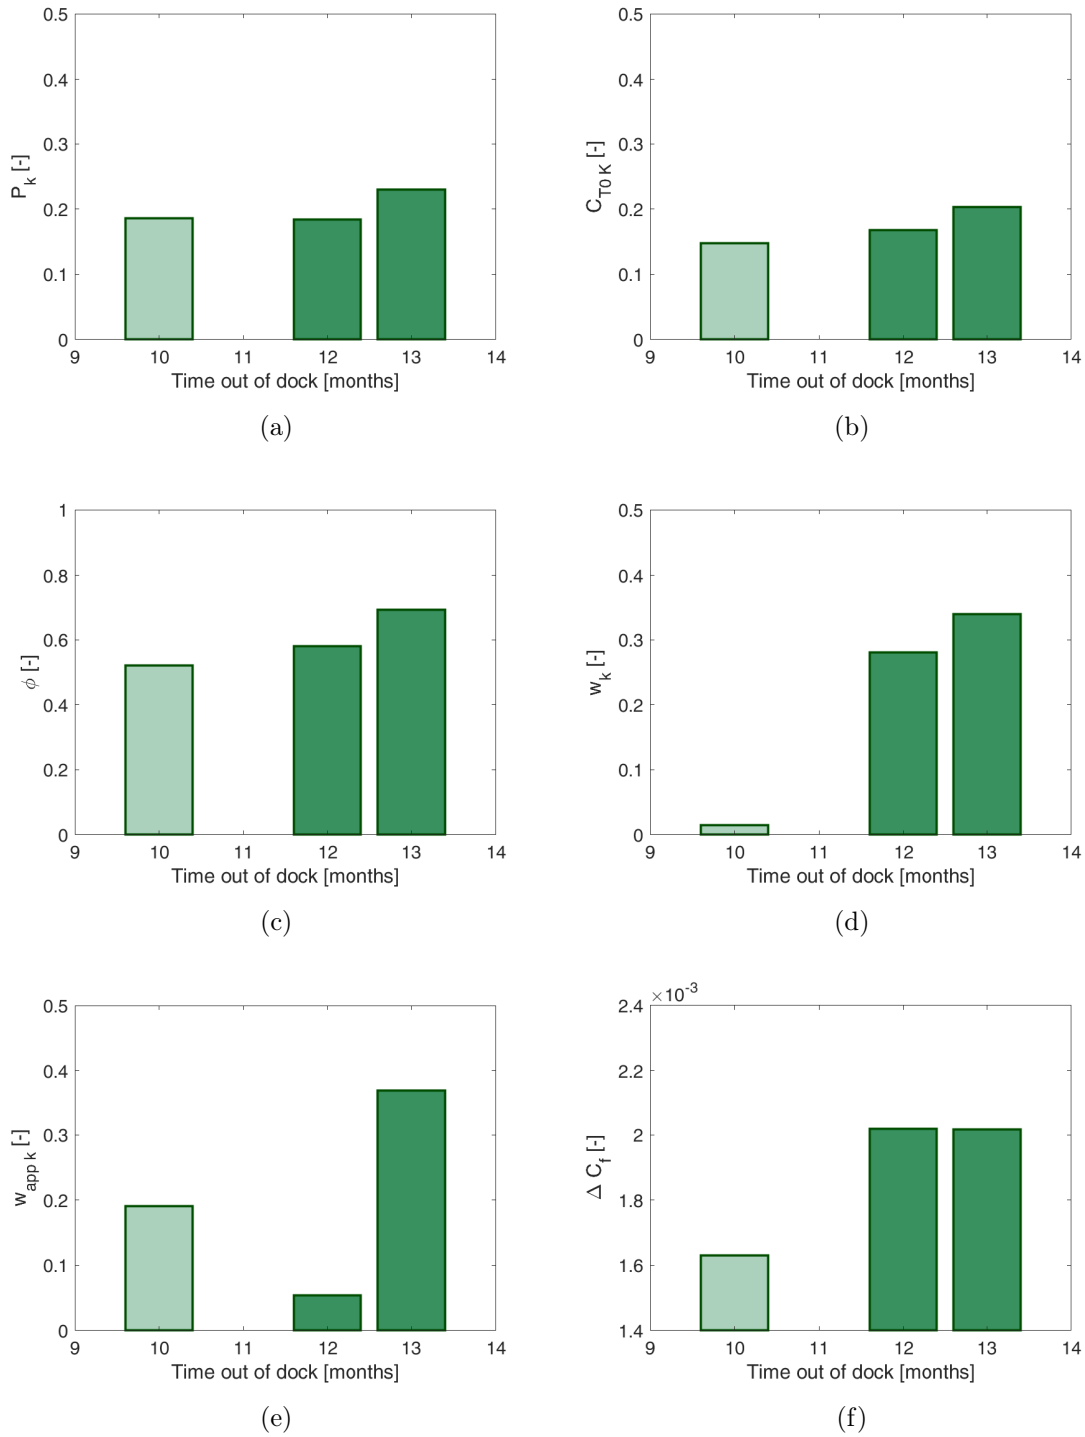 0.5
0.4
0.3
0.2
0.1
0
P_k [-]
9 10 11 12 13 14
Time out of dock [months]
(a)
0.5
0.4
0.3
0.2
0.1
0
C_T0 K [-]
9 10 11 12 13 14
Time out of dock [months]
(b)
1
0.8
0.6
0.4
0.2
0
ϕ [-]
9 10 11 12 13 14
Time out of dock [months]
(c)
0.5
0.4
0.3
0.2
0.1
0
w_k [-]
9 10 11 12 13 14
Time out of dock [months]
(d)
0.5
0.4
0.3
0.2
0.1
0
w_app k [-]
9 10 11 12 13 14
Time out of dock [months]
(e)
×10^-3
2.4
2.2
2
1.8
1.6
1.4
Δ C_f [-]
9 10 11 12 13 14
Time out of dock [months]
(f)